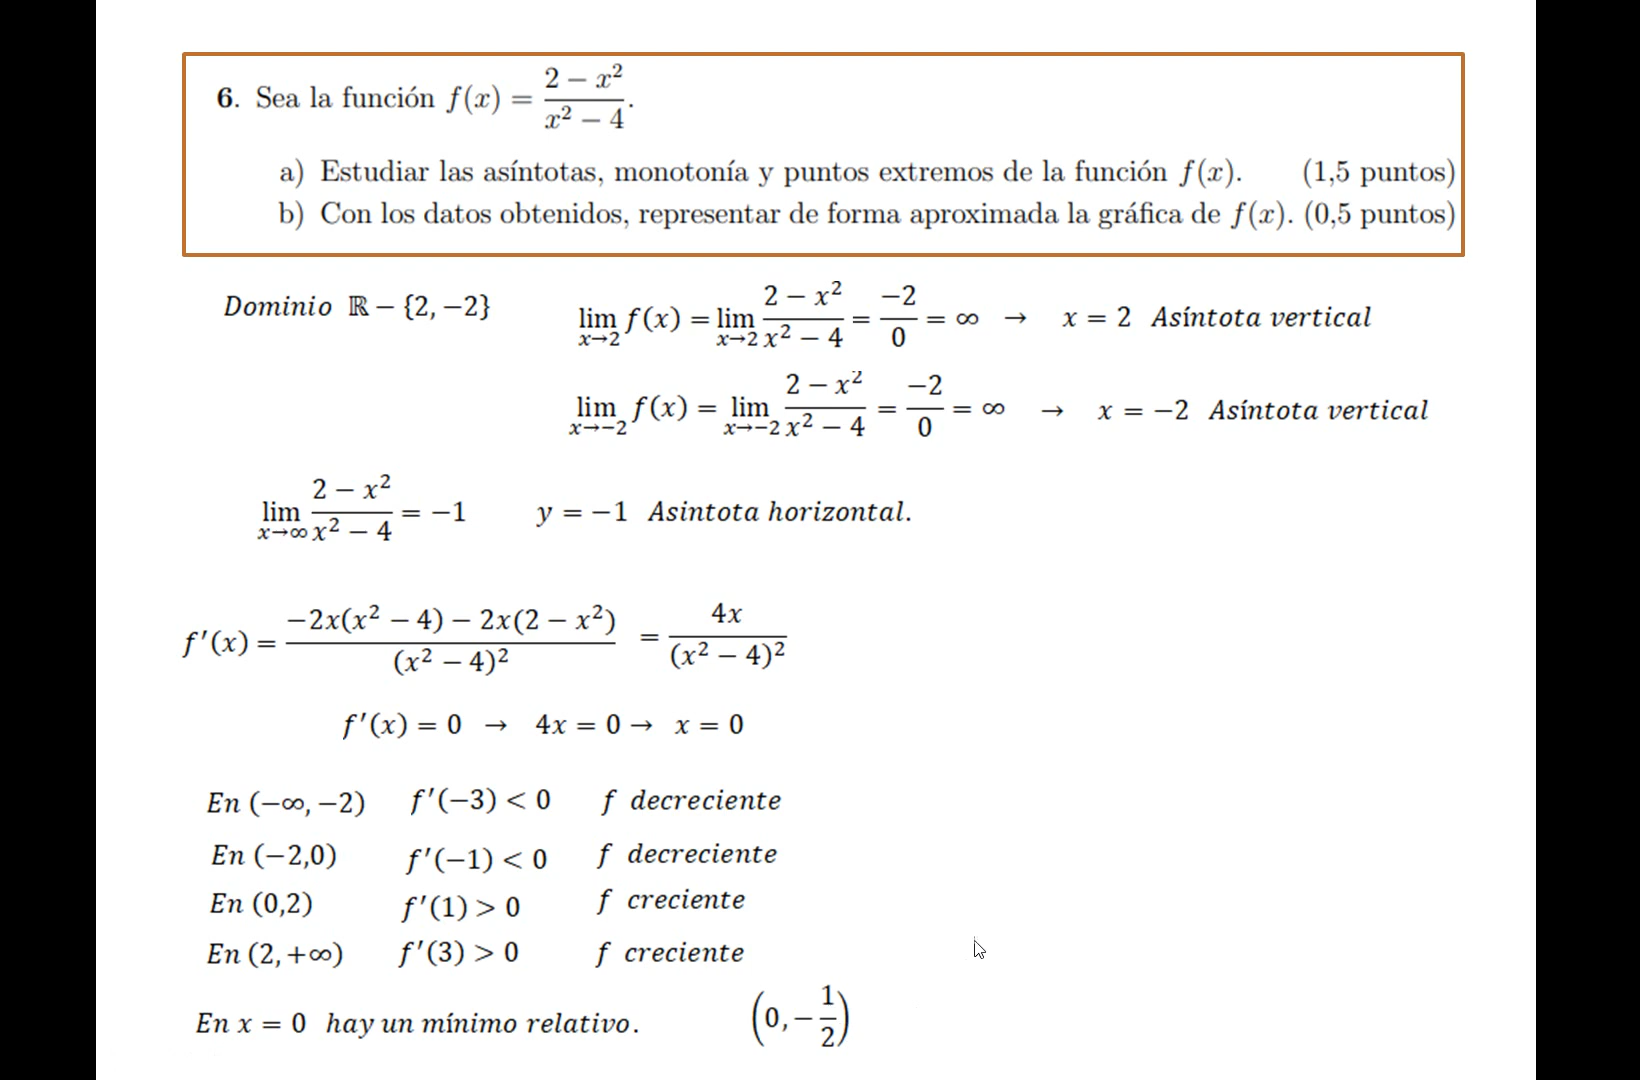 6. Sea la función f(x) = (2 − x²)/(x² − 4).
a) Estudiar las asíntotas, monotonía y puntos extremos de la función f(x). (1,5 puntos)
b) Con los datos obtenidos, representar de forma aproximada la gráfica de f(x). (0,5 puntos)
Dominio ℝ − {2, −2}
lim x→2 f(x) = lim x→2 (2 − x²)/(x² − 4) = −2/0 = ∞ → x = 2 Asíntota vertical
lim x→−2 f(x) = lim x→−2 (2 − x²)/(x² − 4) = −2/0 = ∞ → x = −2 Asíntota vertical
lim x→∞ (2 − x²)/(x² − 4) = −1 y = −1 Asintota horizontal.
f′(x) = (−2x(x² − 4) − 2x(2 − x²))/(x² − 4)² = 4x/(x² − 4)²
f′(x) = 0 → 4x = 0 → x = 0
En (−∞, −2) f′(−3) < 0 f decreciente
En (−2,0) f′(−1) < 0 f decreciente
En (0,2) f′(1) > 0 f creciente
En (2, +∞) f′(3) > 0 f creciente
En x = 0 hay un mínimo relativo. (0, −1/2)